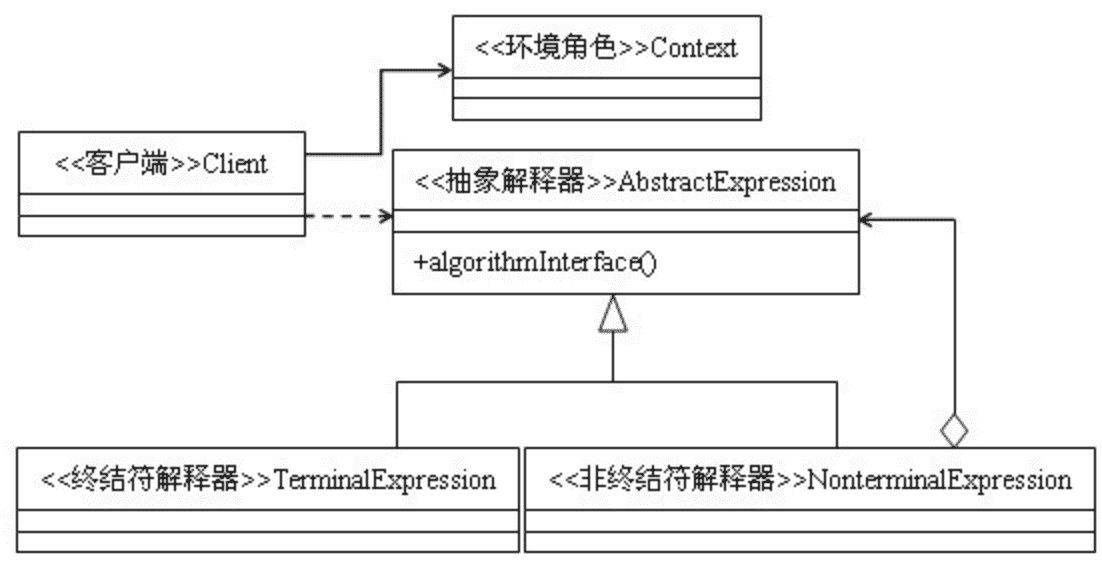 <<环境角色>>Context
<<客户端>>Client
<<抽象解释器>>AbstractExpression
+algorithmInterface()
<<终结符解释器>>TerminalExpression
<<非终结符解释器>>NonterminalExpression